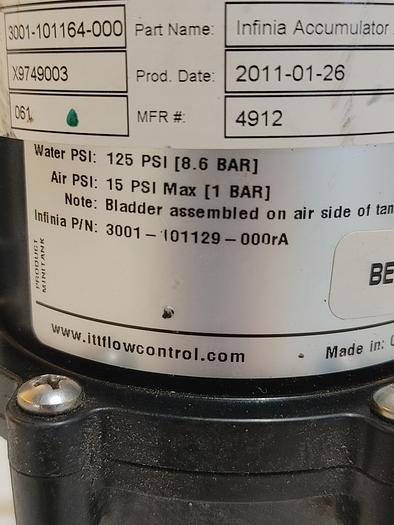 3001-101164-000 Part Name: Infinia Accumulator
X9749003 Prod. Date: 2011-01-26
061 MFR #: 4912
Water PSI: 125 PSI [8.6 BAR]
Air PSI: 15 PSI Max [1 BAR]
Note: Bladder assembled on air side of tan
Infinia P/N: 3001-101129-000rA
PRODUCT
MINITANK
BE
www.ittflowcontrol.com Made in: C